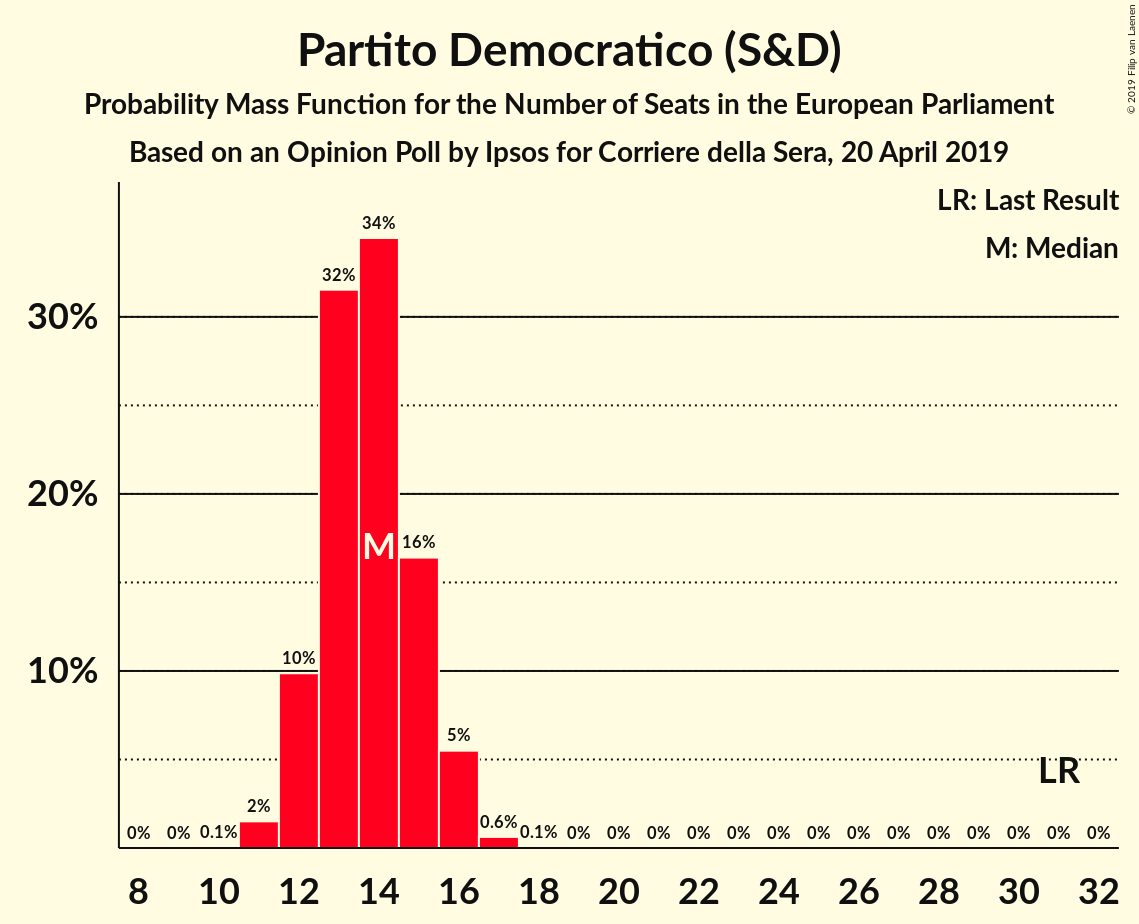 Partito Democratico (S&D)
Probability Mass Function for the Number of Seats in the European Parliament
Based on an Opinion Poll by Ipsos for Corriere della Sera, 20 April 2019
© 2019 Filip van Laenen
LR: Last Result
M: Median
30%
20%
10%
0% 0% 0.1% 2% 10% 32% 34% 16% 5% 0.6% 0.1% 0% 0% 0% 0% 0% 0% 0% 0% 0% 0% 0% 0% 0% 0%
M
LR
8 10 12 14 16 18 20 22 24 26 28 30 32